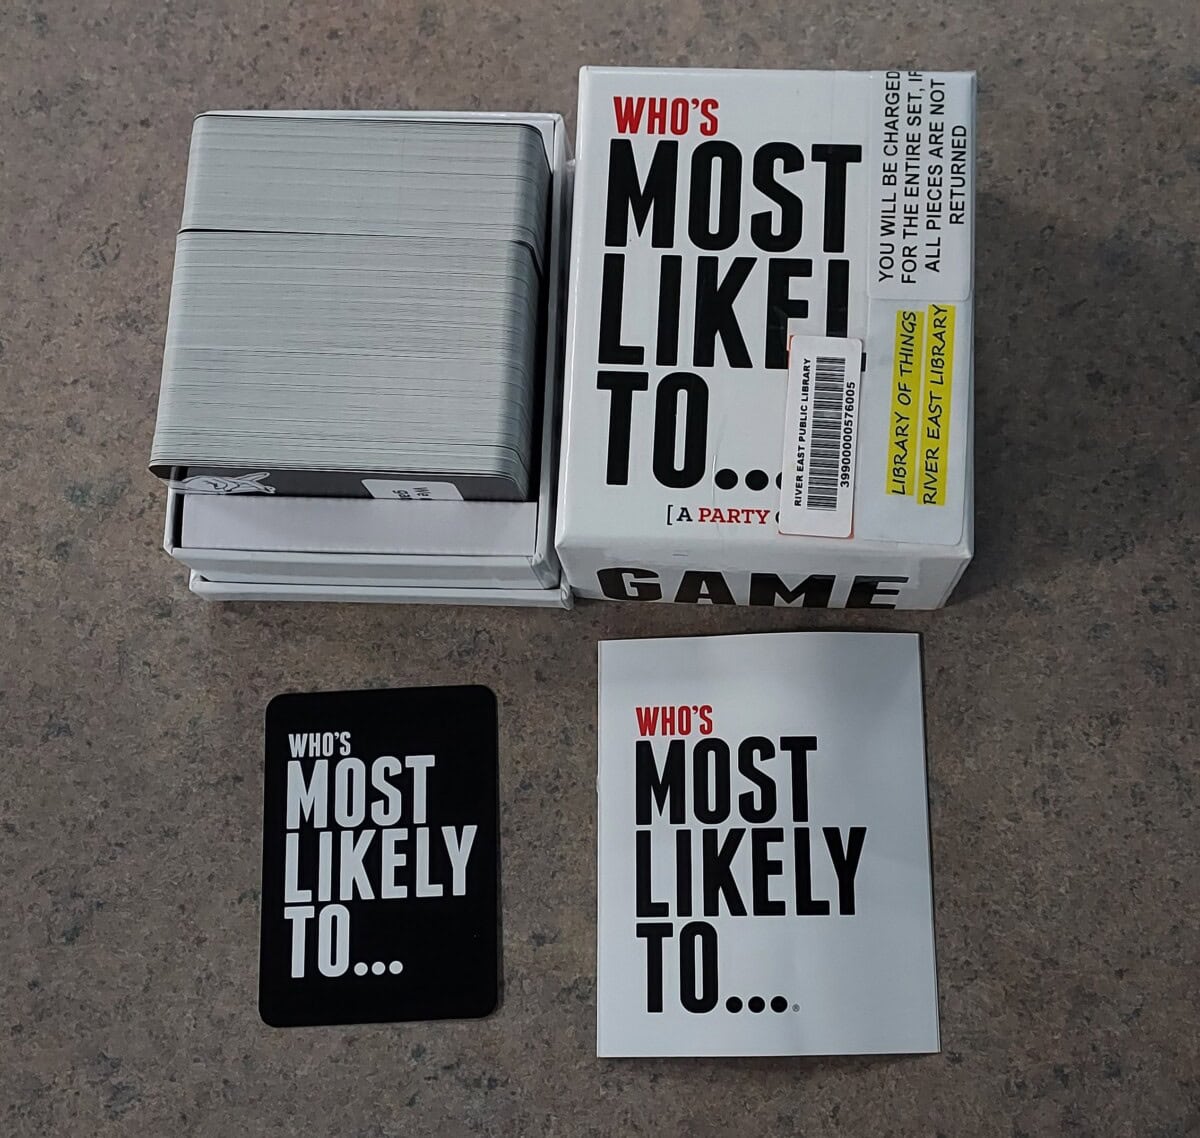 WHO'S
MOST
LIKEL
TO...
[A PARTY
GAME
YOU WILL BE CHARGED
FOR THE ENTIRE SET, IF
ALL PIECES ARE NOT
RETURNED
RIVER EAST PUBLIC LIBRARY
39900000576005
LIBRARY OF THINGS
RIVER EAST LIBRARY
WHO'S
MOST
LIKELY
TO...
WHO'S
MOST
LIKELY
TO...®